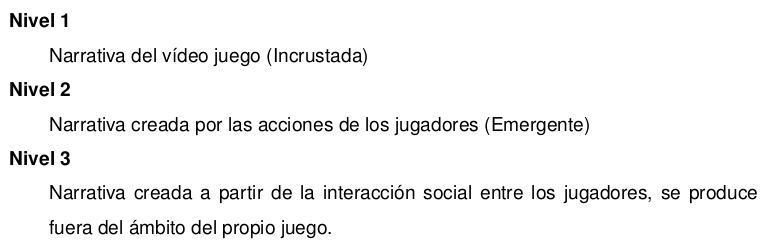 Nivel 1
Narrativa del vídeo juego (Incrustada)
Nivel 2
Narrativa creada por las acciones de los jugadores (Emergente)
Nivel 3
Narrativa creada a partir de la interacción social entre los jugadores, se produce
fuera del ámbito del propio juego.